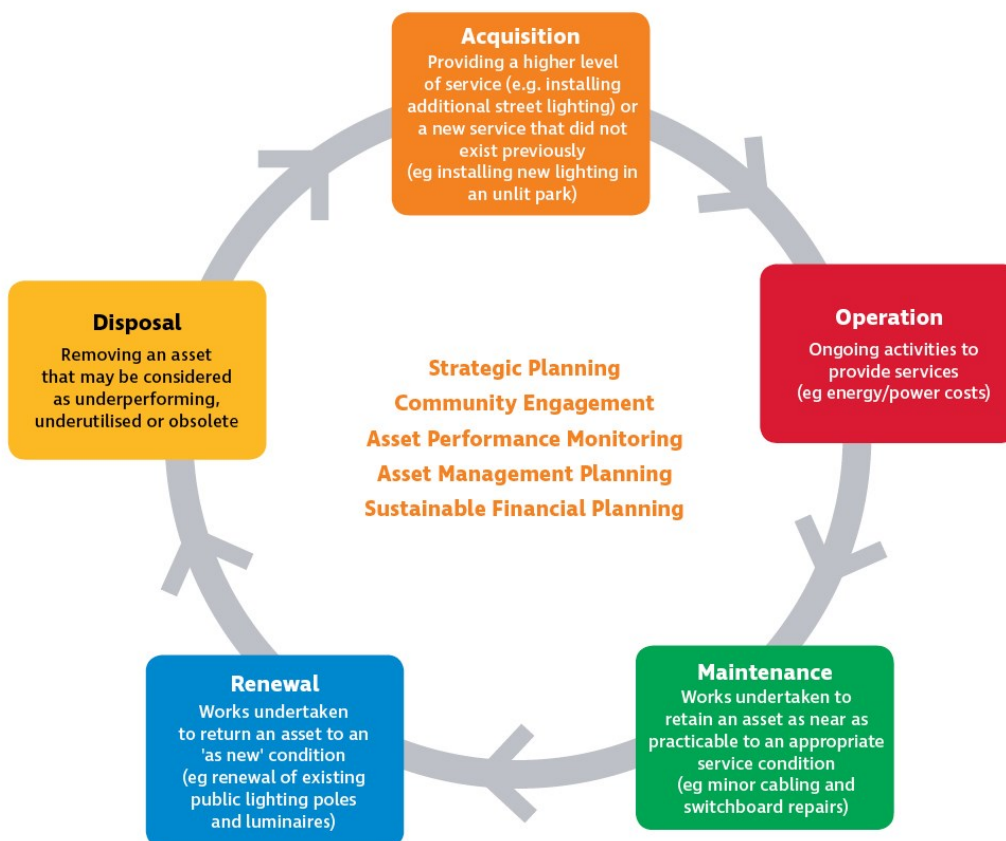 Acquisition
Providing a higher level
of service (e.g. installing
additional street lighting) or
a new service that did not
exist previously
(eg installing new lighting in
an unlit park)
Operation
Ongoing activities to
provide services
(eg energy/power costs)
Maintenance
Works undertaken to
retain an asset as near as
practicable to an appropriate
service condition
(eg minor cabling and
switchboard repairs)
Renewal
Works undertaken
to return an asset to an
'as new' condition
(eg renewal of existing
public lighting poles
and luminaires)
Disposal
Removing an asset
that may be considered
as underperforming,
underutilised or obsolete
Strategic Planning
Community Engagement
Asset Performance Monitoring
Asset Management Planning
Sustainable Financial Planning